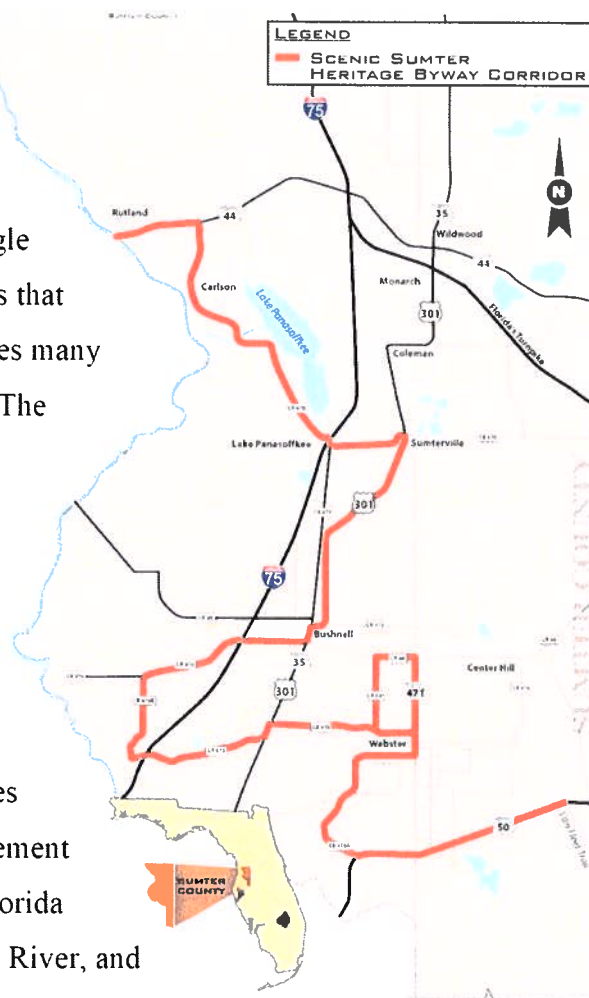 SUMTER COUNTY
LEGEND
SCENIC SUMTER
HERITAGE BYWAY CORRIDOR
75
N
Rutland
44
35
Wildwood
44
gle
s that
es many
The
Carlson
Lake Panasoffkee
Monarch
301
Florida's Turnpike
Coleman
Lake Panasoffkee
Sumterville
301
75
Bushnell
35
301
Center Hill
471
Webster
50
es
ement
orida
River, and
SUMTER
COUNTY